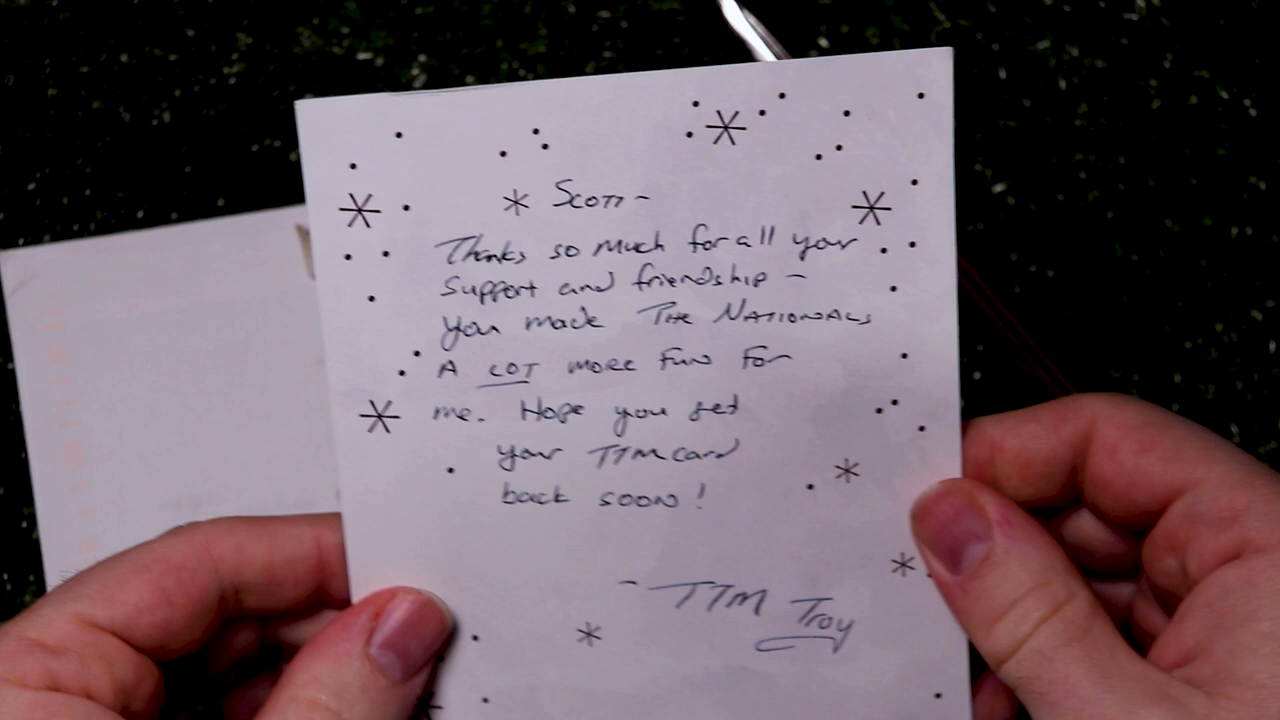 Scott -
Thanks so much for all your
Support and friendship -
you made The Nationals
A LOT more fun for
me. Hope you get
your TTM card
back soon!
- TTM Troy